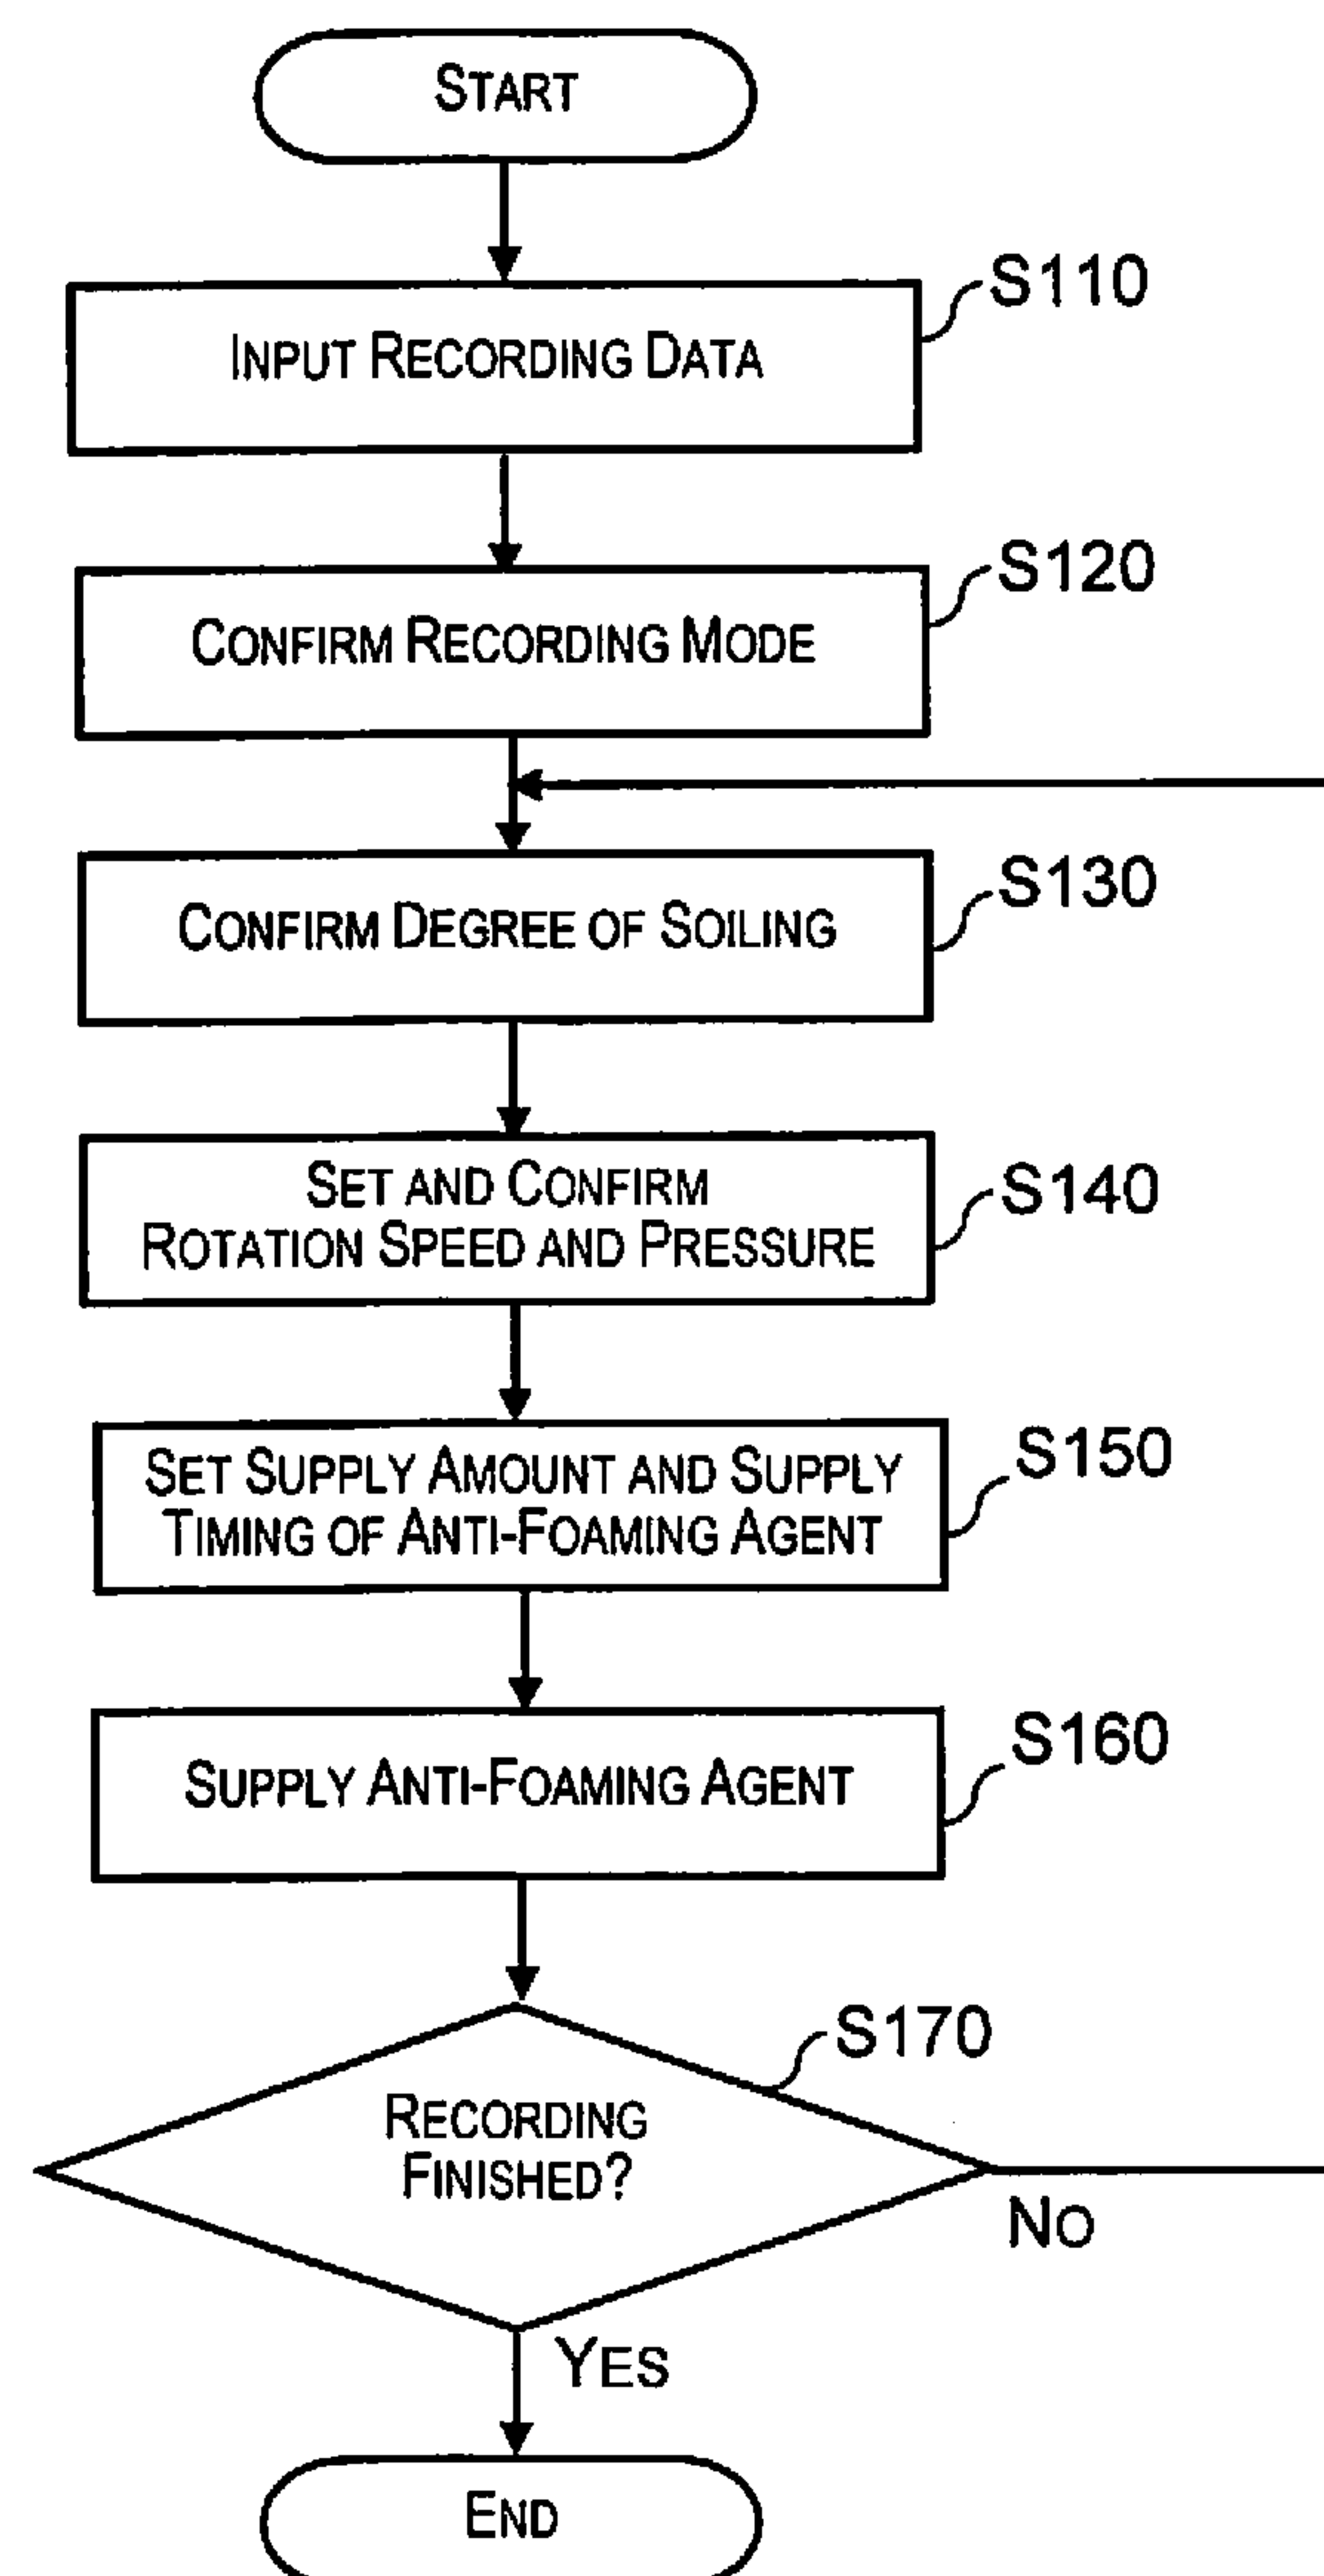 START
S110
INPUT RECORDING DATA
S120
CONFIRM RECORDING MODE
S130
CONFIRM DEGREE OF SOILING
S140
SET AND CONFIRM
ROTATION SPEED AND PRESSURE
S150
SET SUPPLY AMOUNT AND SUPPLY
TIMING OF ANTI-FOAMING AGENT
S160
SUPPLY ANTI-FOAMING AGENT
S170
RECORDING
FINISHED?
NO
YES
END